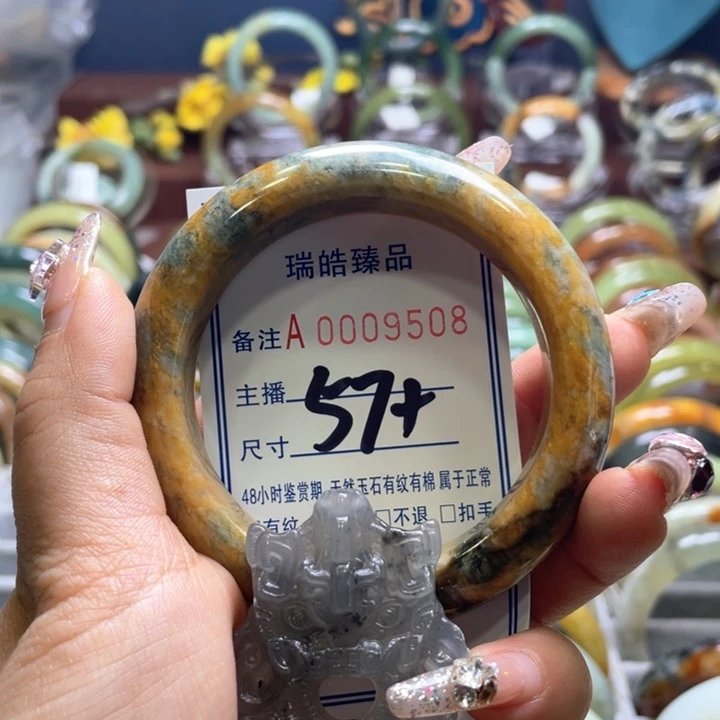 瑞皓臻品
备注 A 0009508
主播 57+
尺寸
48小时鉴赏期 天然玉石有纹有棉 属于正常
有纹 □不退 □扣手